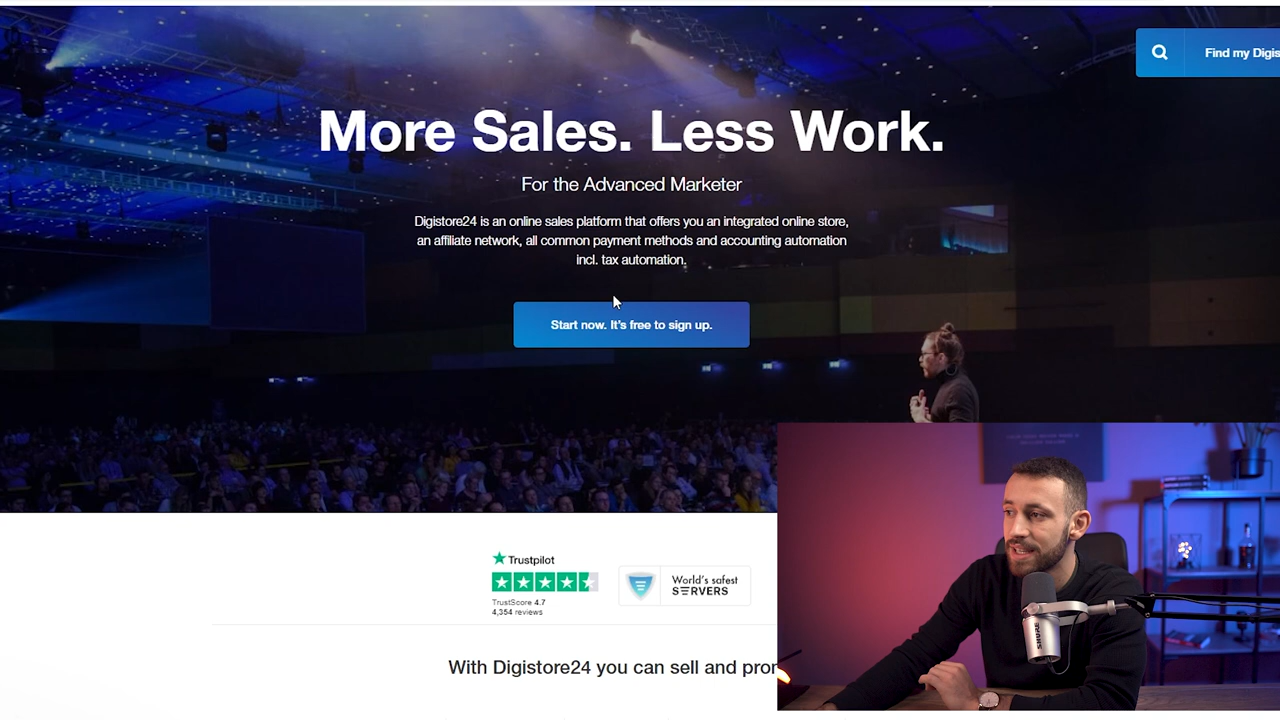 Find my Digis
More Sales. Less Work.
For the Advanced Marketer
Digistore24 is an online sales platform that offers you an integrated online store,
an affiliate network, all common payment methods and accounting automation
incl. tax automation.
Start now. It's free to sign up.
Trustpilot
TrustScore 4.7
4,354 reviews
World's safest
SERVERS
With Digistore24 you can sell and pror
SHURE